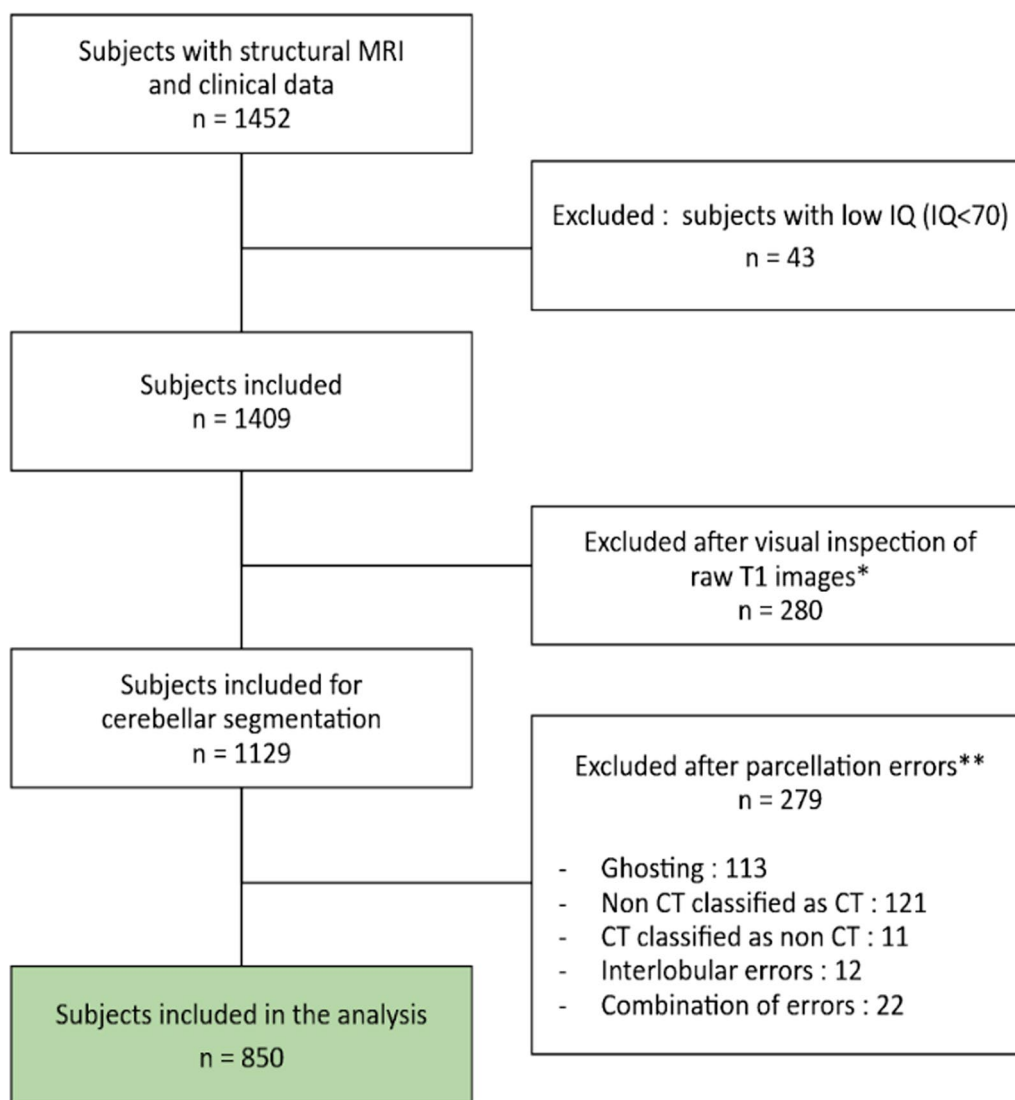 Subjects with structural MRI
and clinical data
n = 1452
Excluded :  subjects with low IQ (IQ<70)
n = 43
Subjects included
n = 1409
Excluded after visual inspection of
raw T1 images*
n = 280
Subjects included for
cerebellar segmentation
n = 1129
Excluded after parcellation errors**
n = 279
- Ghosting : 113
- Non CT classified as CT : 121
- CT classified as non CT : 11
- Interlobular errors : 12
- Combination of errors : 22
Subjects included in the analysis
n = 850